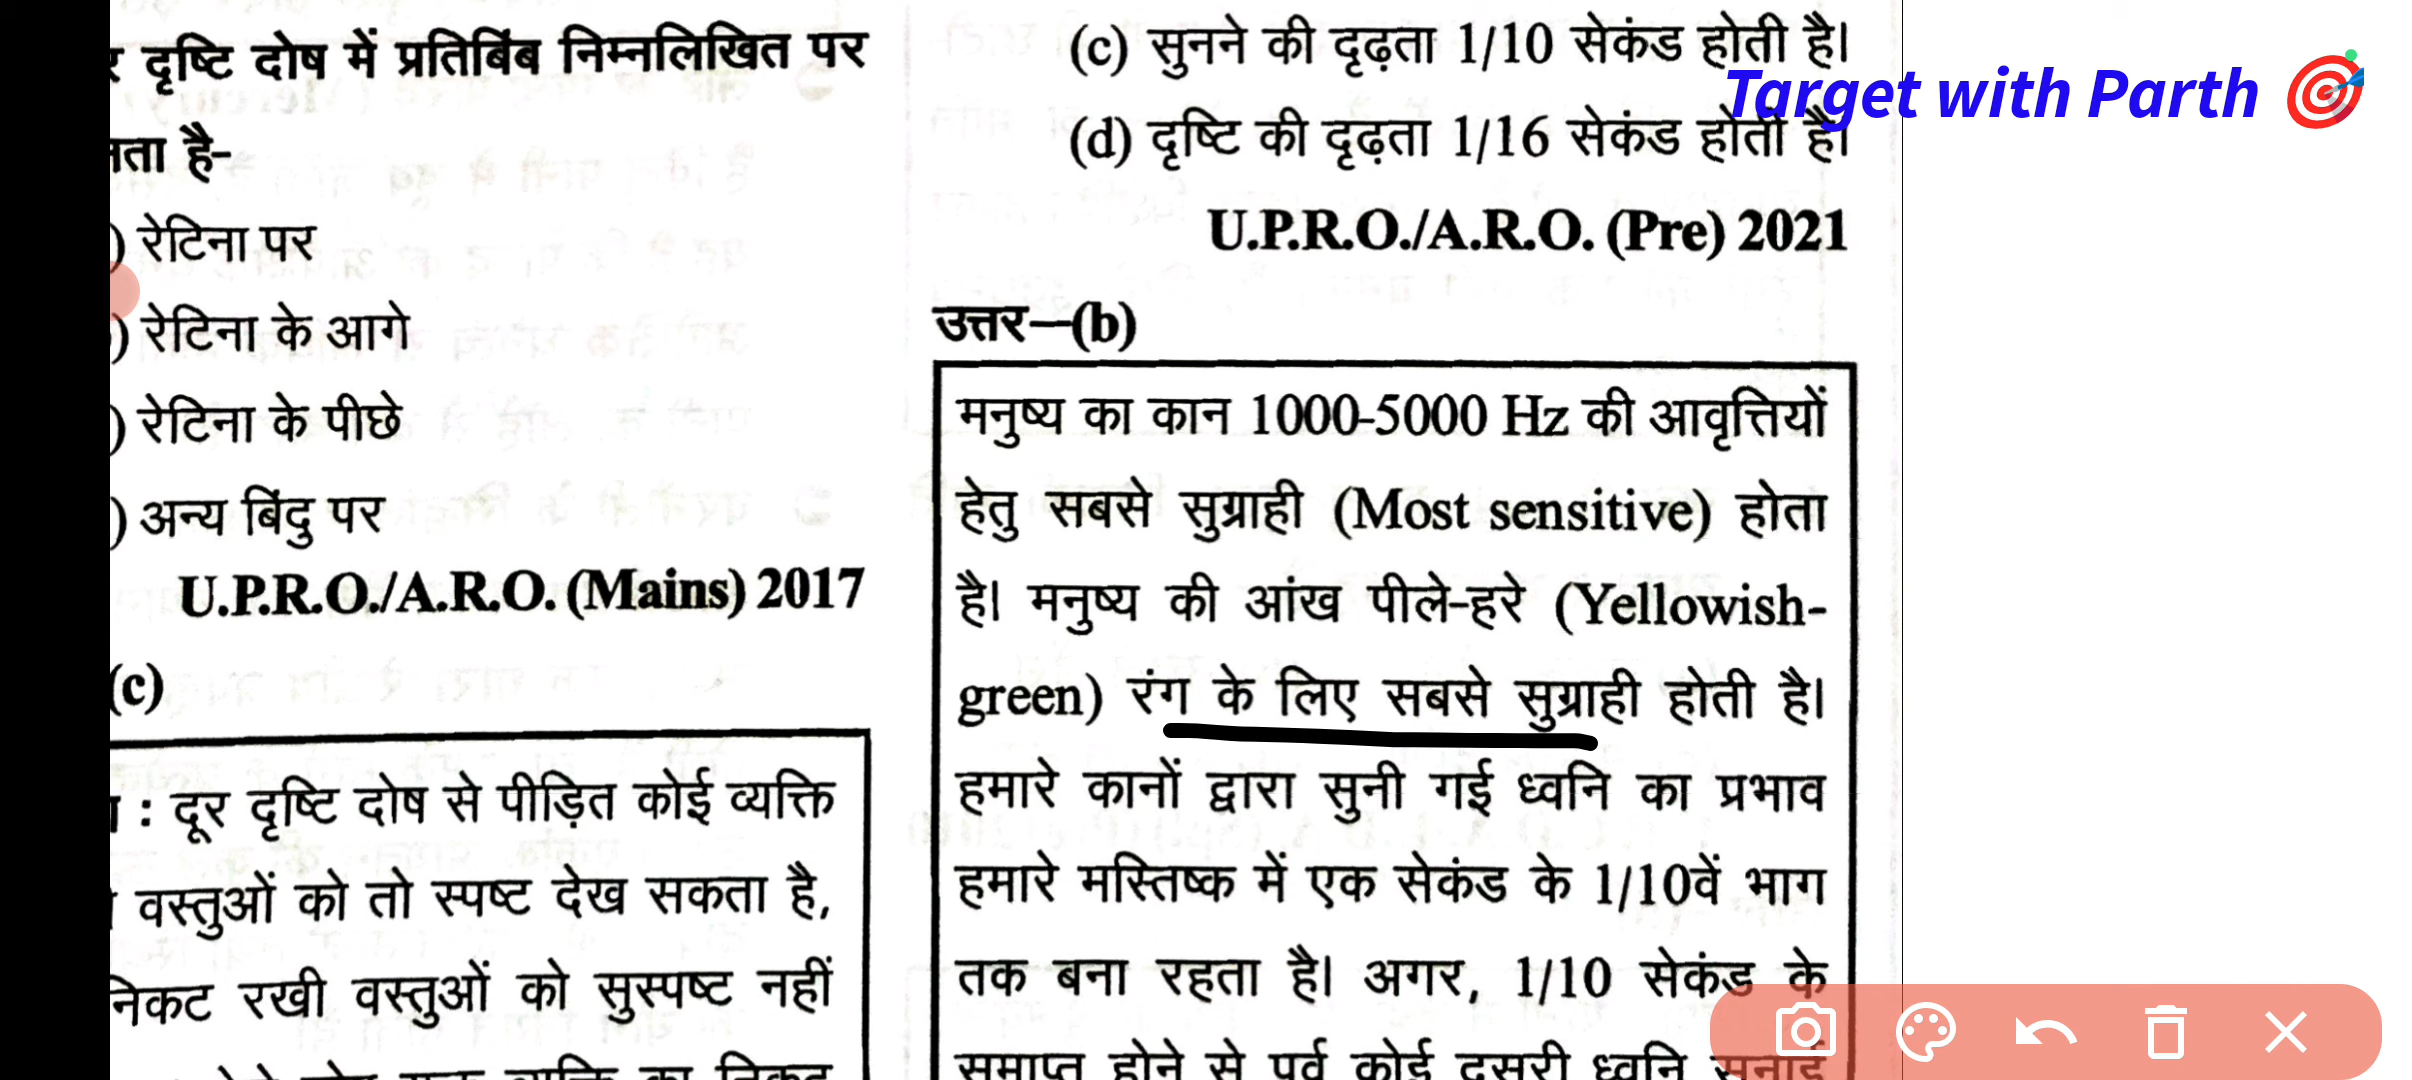 दृष्टि दोष में प्रतिबिंब निम्नलिखित पर
है-
रेटिना पर
रेटिना के आगे
रेटिना के पीछे
अन्य बिंदु पर
U.P.R.O./A.R.O. (Mains) 2017
(c)
: दूर दृष्टि दोष से पीड़ित कोई व्यक्ति
वस्तुओं को तो स्पष्ट देख सकता है,
निकट रखी वस्तुओं को सुस्पष्ट नहीं
(c) सुनने की दृढ़ता 1/10 सेकंड होती है।
Target with Parth
(d) दृष्टि की दृढ़ता 1/16 सेकंड होती है।
U.P.R.O./A.R.O. (Pre) 2021
उत्तर—(b)
मनुष्य का कान 1000-5000 Hz की आवृत्तियों
हेतु सबसे सुग्राही (Most sensitive) होता
है। मनुष्य की आंख पीले-हरे (Yellowish-
green) रंग के लिए सबसे सुग्राही होती है।
हमारे कानों द्वारा सुनी गई ध्वनि का प्रभाव
हमारे मस्तिष्क में एक सेकंड के 1/10वें भाग
तक बना रहता है। अगर, 1/10 सेकंड के
समाप्त होने से पूर्व कोई दूसरी ध्वनि सुनाई